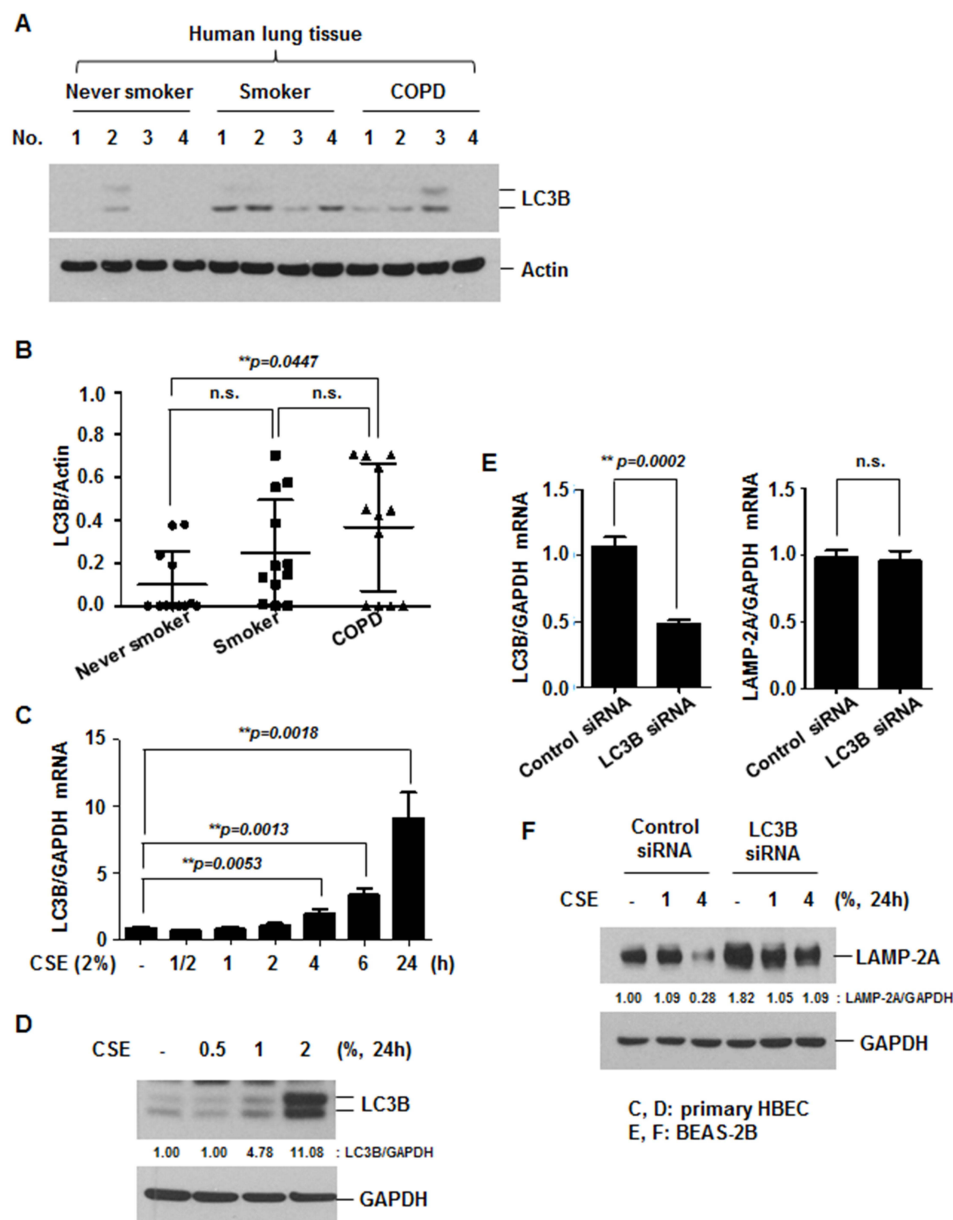 A
Human lung tissue
Never smoker Smoker COPD
No. 1 2 3 4 1 2 3 4 1 2 3 4
LC3B
Actin
B
**p=0.0447
n.s. n.s.
LC3B/Actin
1.0
0.8
0.6
0.4
0.2
0.0
Never smoker Smoker COPD
C
LC3B/GAPDH mRNA
15
10
5
0
**p=0.0018
**p=0.0013
**p=0.0053
CSE (2%) - 1/2 1 2 4 6 24 (h)
D
CSE - 0.5 1 2 (%, 24h)
LC3B
1.00 1.00 4.78 11.08 : LC3B/GAPDH
GAPDH
E
** p=0.0002
LC3B/GAPDH mRNA
1.5
1.0
0.5
0.0
Control siRNA LC3B siRNA
n.s.
LAMP-2A/GAPDH mRNA
1.5
1.0
0.5
0.0
Control siRNA LC3B siRNA
F
Control siRNA
LC3B siRNA
CSE - 1 4 - 1 4 (%, 24h)
LAMP-2A
1.00 1.09 0.28 1.82 1.05 1.09 : LAMP-2A/GAPDH
GAPDH
C, D: primary HBEC
E, F: BEAS-2B